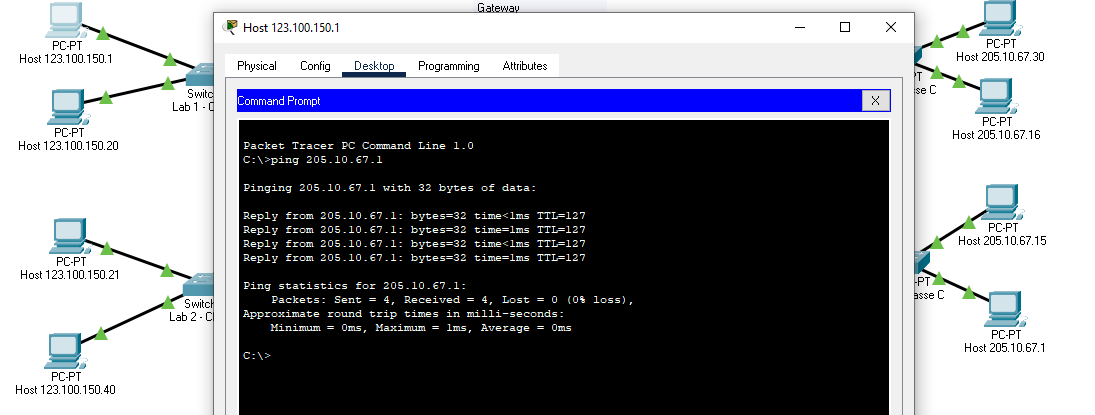 Gateway
Host 123.100.150.1
Physical Config Desktop Programming Attributes
Command Prompt X
Packet Tracer PC Command Line 1.0
C:\>ping 205.10.67.1
Pinging 205.10.67.1 with 32 bytes of data:
Reply from 205.10.67.1: bytes=32 time<1ms TTL=127
Reply from 205.10.67.1: bytes=32 time=1ms TTL=127
Reply from 205.10.67.1: bytes=32 time<1ms TTL=127
Reply from 205.10.67.1: bytes=32 time=1ms TTL=127
Ping statistics for 205.10.67.1:
Packets: Sent = 4, Received = 4, Lost = 0 (0% loss),
Approximate round trip times in milli-seconds:
Minimum = 0ms, Maximum = 1ms, Average = 0ms
C:\>
PC-PT
Host 123.100.150.1
Switc
Lab 1 - C
PC-PT
Host 123.100.150.20
PC-PT
Host 123.100.150.21
Switch
Lab 2 - C
PC-PT
Host 123.100.150.40
PC-PT
Host 205.10.67.30
PT
sse C
PC-PT
Host 205.10.67.16
PC-PT
Host 205.10.67.15
-PT
asse C
PC-PT
Host 205.10.67.1